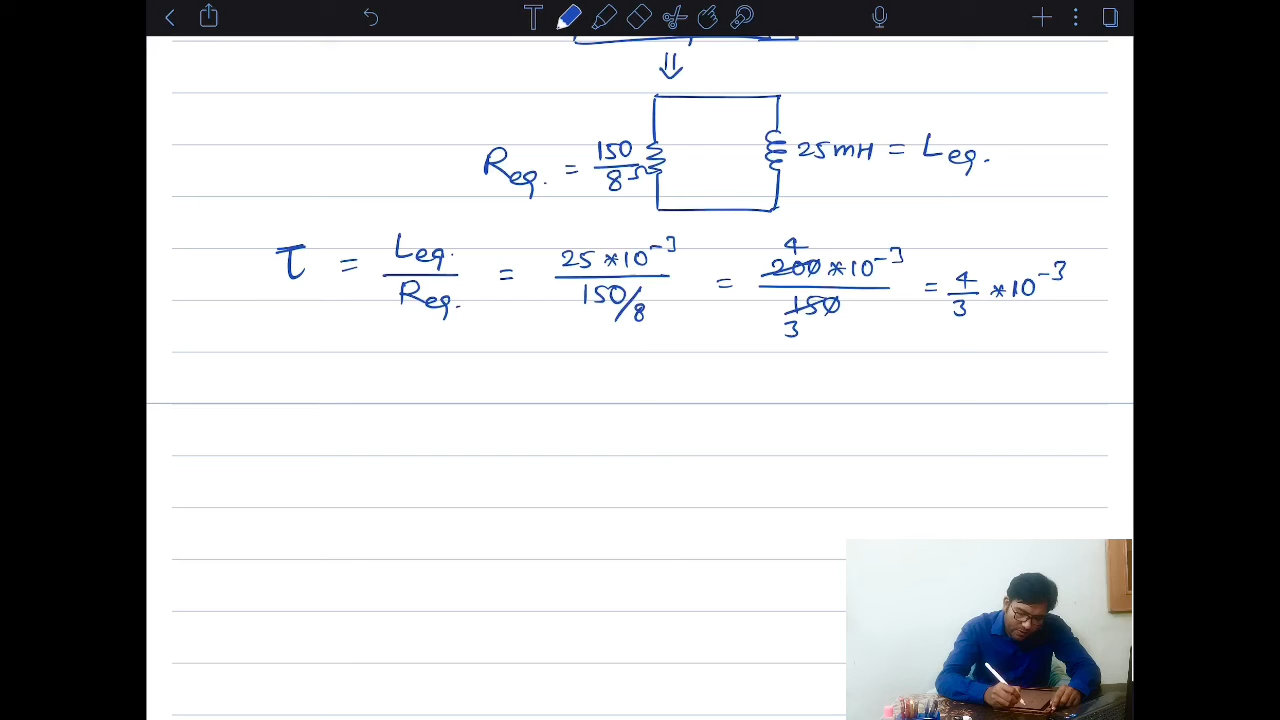 ⇓
Req. = 150/8 Ω 25mH = Leq.
τ = Leq./Req. = 25*10⁻³/150/8 = 4 200*10⁻³/150 3 = 4/3 *10⁻³